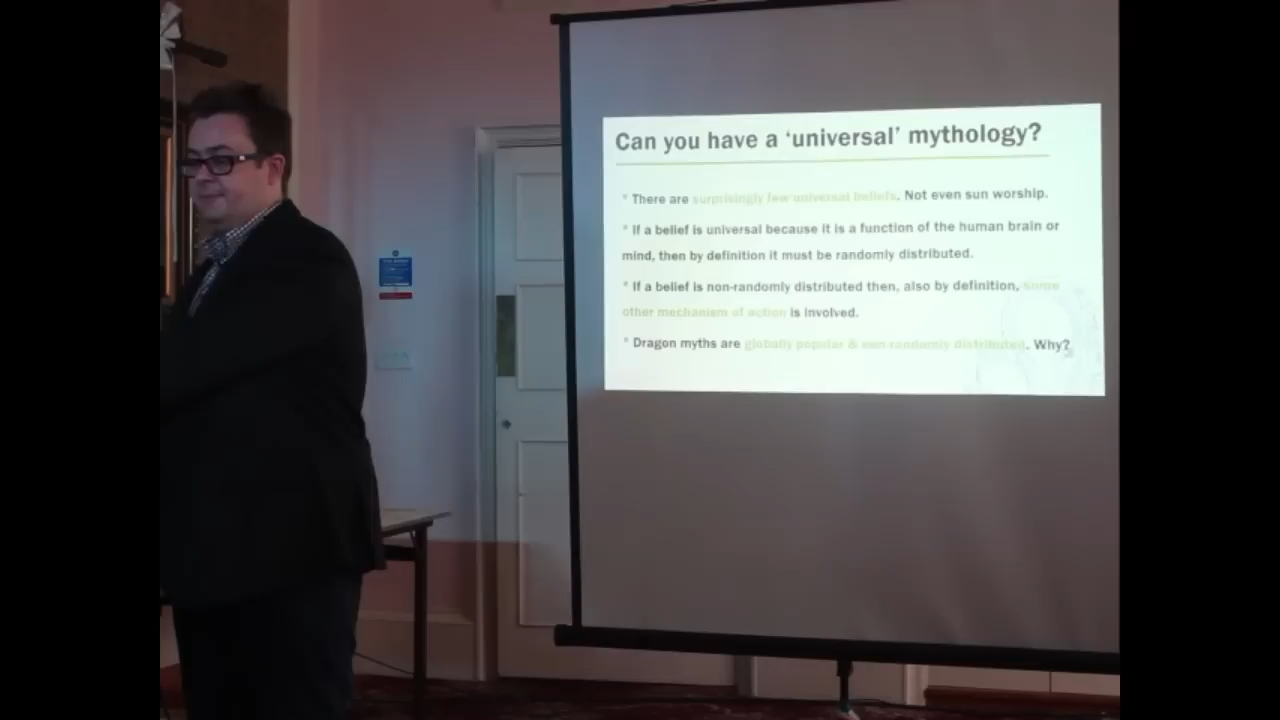 Can you have a ‘universal’ mythology?
* There are surprisingly few universal beliefs. Not even sun worship.
* If a belief is universal because it is a function of the human brain or
mind, then by definition it must be randomly distributed.
* If a belief is non-randomly distributed then, also by definition, some
other mechanism of action is involved.
* Dragon myths are globally popular & non-randomly distributed. Why?